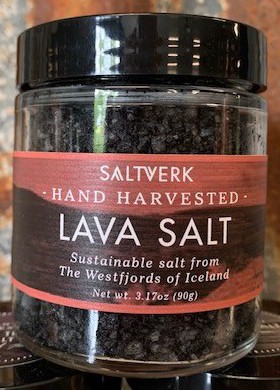 SALTVERK
- HAND HARVESTED -
LAVA SALT
Sustainable salt from
The Westfjords of Iceland
Net wt. 3.17oz (90g)